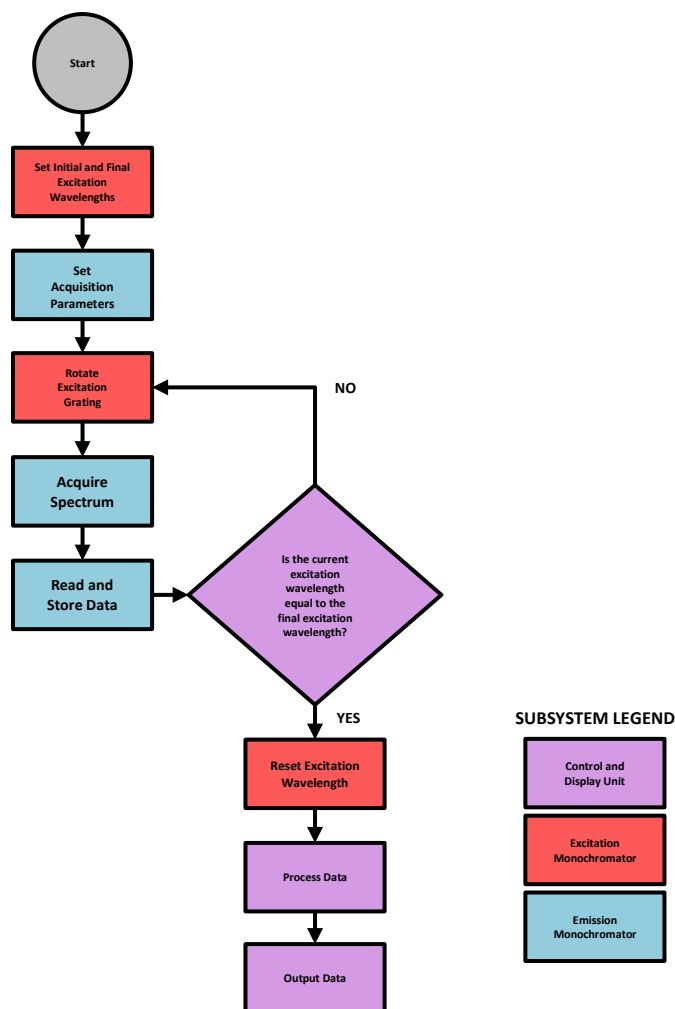 Start
Set Initial and Final
Excitation
Wavelengths
Set
Acquisition
Parameters
Rotate
Excitation
Grating
NO
Acquire
Spectrum
Read and
Store Data
Is the current
excitation
wavelength
equal to the
final excitation
wavelength?
YES
Reset Excitation
Wavelength
Process Data
Output Data
SUBSYSTEM LEGEND
Control and
Display Unit
Excitation
Monochromator
Emission
Monochromator